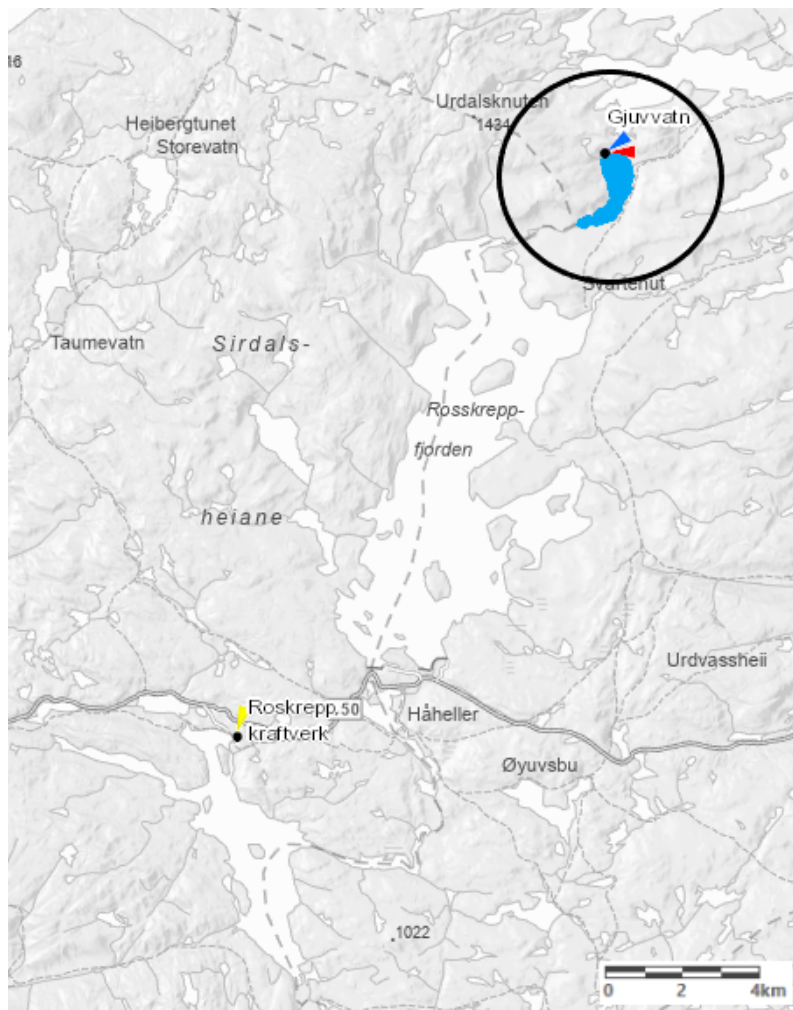 16
Urdalsknuten
1434
Gjuvvatn
Heibergtunet
Storevatn
Svartenut
Taumevatn
Sirdals-
Rosskrepp-
fjorden
heiane
Urdvassheii
Roskrepp
50
Håheller
kraftverk
Øyuvsbu
1022
0 2 4km